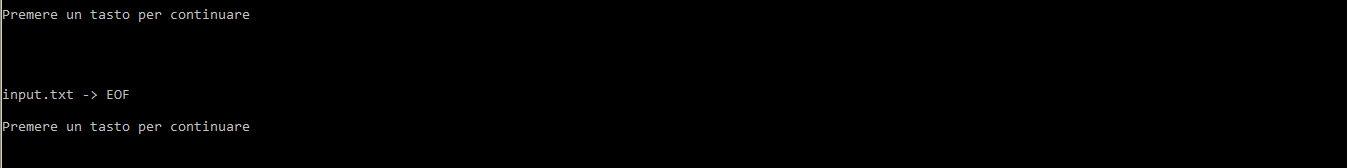 Premere un tasto per continuare
input.txt -> EOF
Premere un tasto per continuare